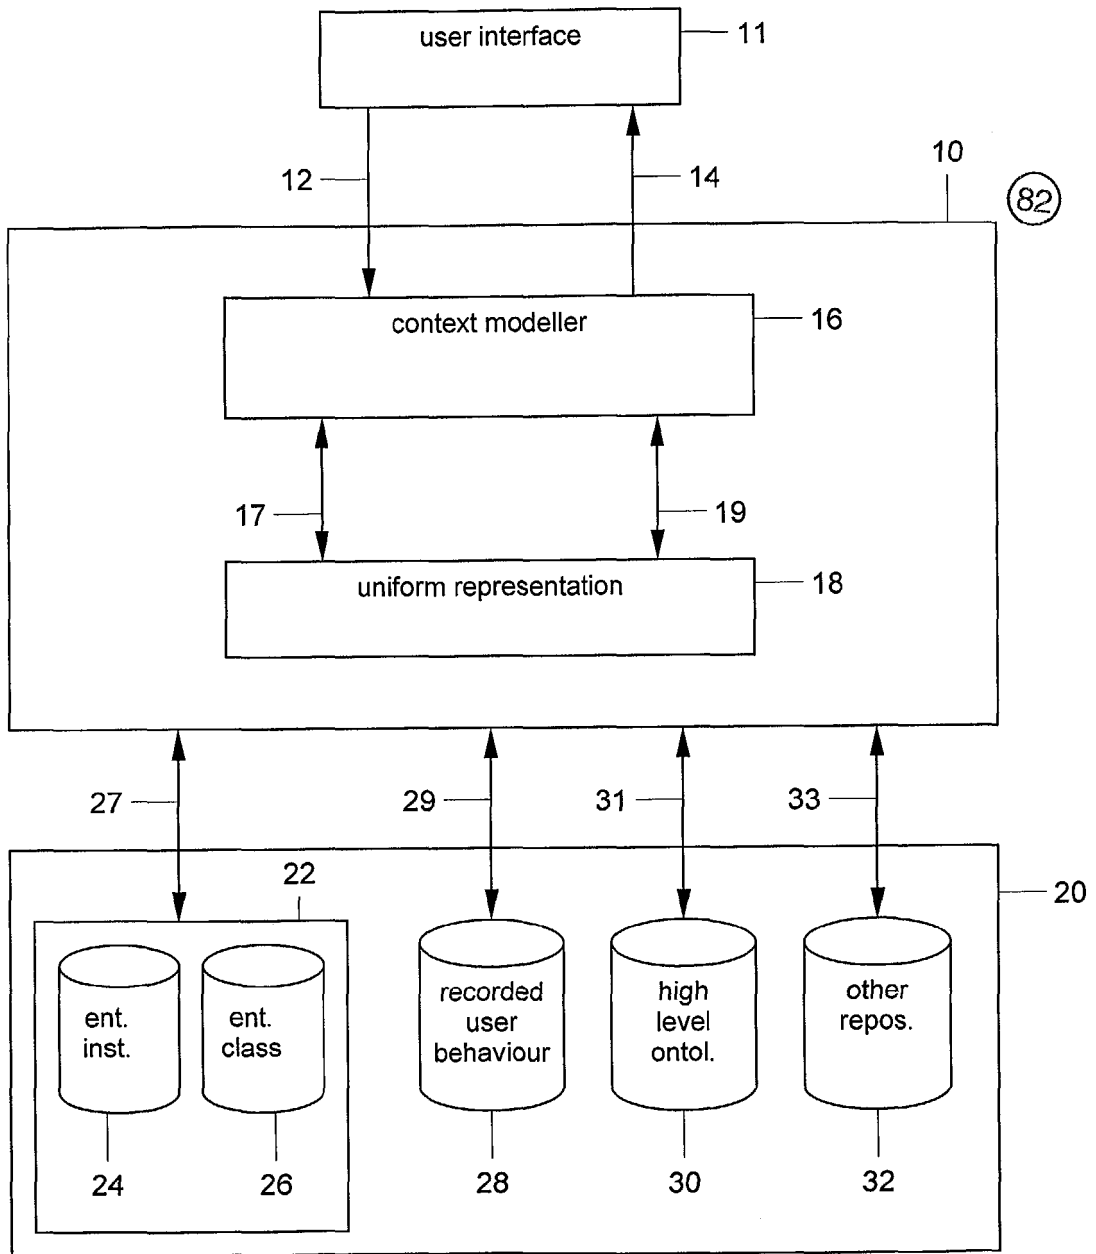 user interface
11
12
14
10
82
context modeller
16
17
19
uniform representation
18
27
29
31
33
22
20
ent.
inst.
ent.
class
recorded
user
behaviour
high
level
ontol.
other
repos.
24
26
28
30
32